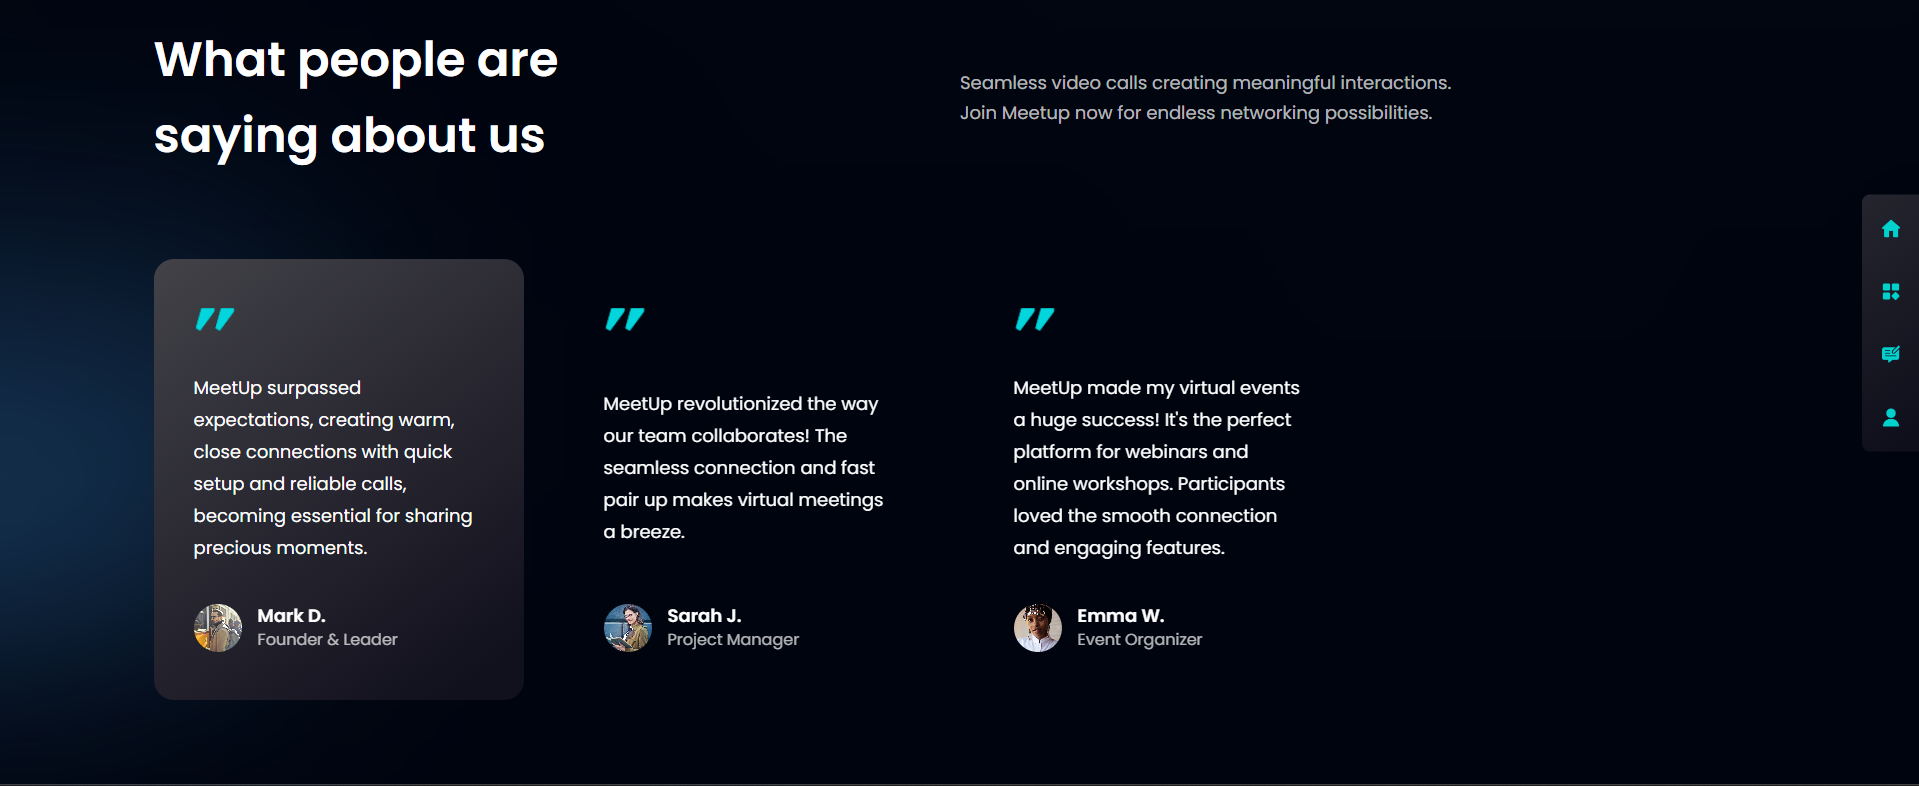 What people are
saying about us
Seamless video calls creating meaningful interactions.
Join Meetup now for endless networking possibilities.
MeetUp surpassed
expectations, creating warm,
close connections with quick
setup and reliable calls,
becoming essential for sharing
precious moments.
Mark D.
Founder & Leader
MeetUp revolutionized the way
our team collaborates! The
seamless connection and fast
pair up makes virtual meetings
a breeze.
Sarah J.
Project Manager
MeetUp made my virtual events
a huge success! It's the perfect
platform for webinars and
online workshops. Participants
loved the smooth connection
and engaging features.
Emma W.
Event Organizer